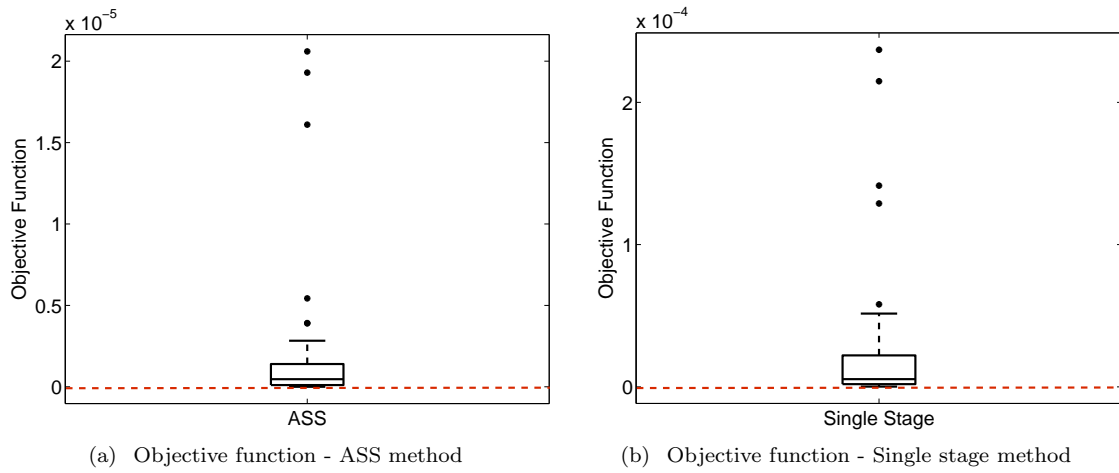 x 10⁻⁵
2
1.5
1
0.5
0
Objective Function
ASS
(a) Objective function - ASS method
x 10⁻⁴
2
1
0
Objective Function
Single Stage
(b) Objective function - Single stage method